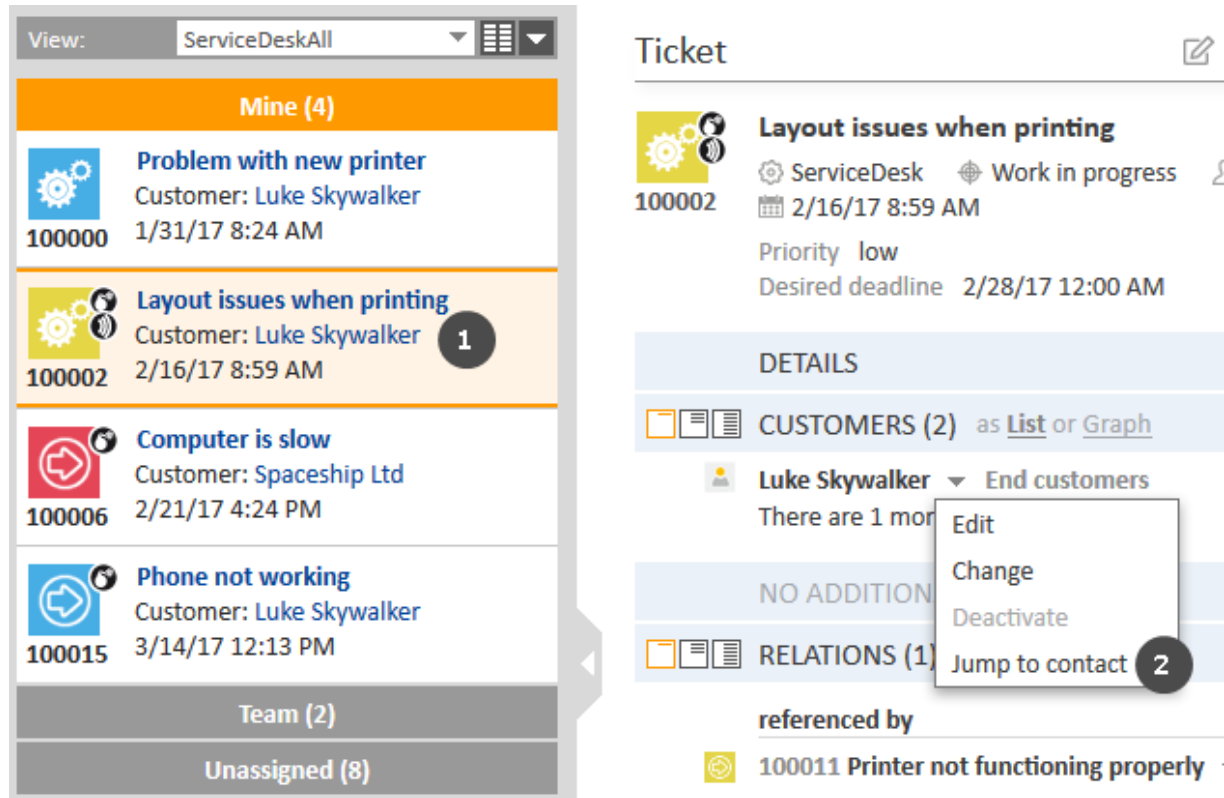 View: ServiceDeskAll
Mine (4)
Problem with new printer
Customer: Luke Skywalker
1/31/17 8:24 AM
100000
Layout issues when printing
Customer: Luke Skywalker
2/16/17 8:59 AM
100002
1
Computer is slow
Customer: Spaceship Ltd
2/21/17 4:24 PM
100006
Phone not working
Customer: Luke Skywalker
3/14/17 12:13 PM
100015
Team (2)
Unassigned (8)
Ticket
Layout issues when printing
ServiceDesk Work in progress
100002
2/16/17 8:59 AM
Priority low
Desired deadline 2/28/17 12:00 AM
DETAILS
CUSTOMERS (2) as List or Graph
Luke Skywalker End customers
There are 1 mor
Edit
Change
Deactivate
Jump to contact 2
NO ADDITION
RELATIONS (1)
referenced by
100011 Printer not functioning properly